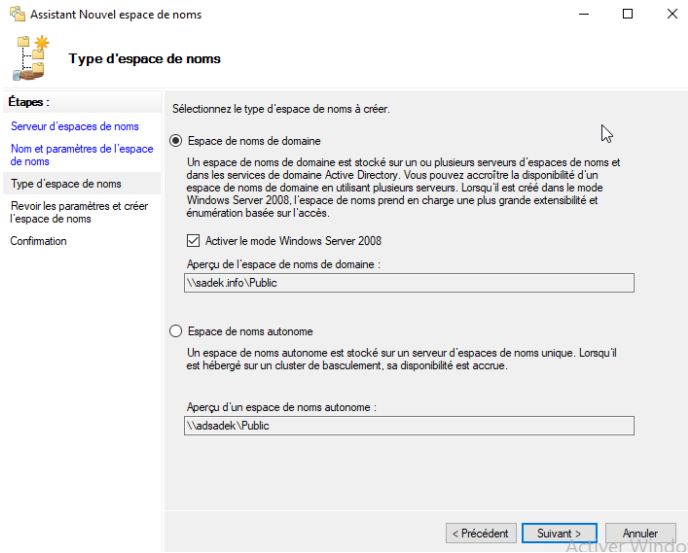 Assistant Nouvel espace de noms
Type d'espace de noms
Étapes :
Serveur d'espaces de noms
Nom et paramètres de l'espace
de noms
Type d'espace de noms
Revoir les paramètres et créer
l'espace de noms
Confirmation
Sélectionnez le type d'espace de noms à créer.
Espace de noms de domaine
Un espace de noms de domaine est stocké sur un ou plusieurs serveurs d'espaces de noms et
dans les services de domaine Active Directory. Vous pouvez accroître la disponibilité d'un
espace de noms de domaine en utilisant plusieurs serveurs. Lorsqu'il est créé dans le mode
Windows Server 2008, l'espace de noms prend en charge une plus grande extensibilité et
énumération basée sur l'accès.
Activer le mode Windows Server 2008
Aperçu de l'espace de noms de domaine :
\\sadek.info\Public
Espace de noms autonome
Un espace de noms autonome est stocké sur un serveur d'espaces de noms unique. Lorsqu'il
est hébergé sur un cluster de basculement, sa disponibilité est accrue.
Aperçu d'un espace de noms autonome :
\\adsadek\Public
< Précédent
Suivant >
Annuler
Activer Windo